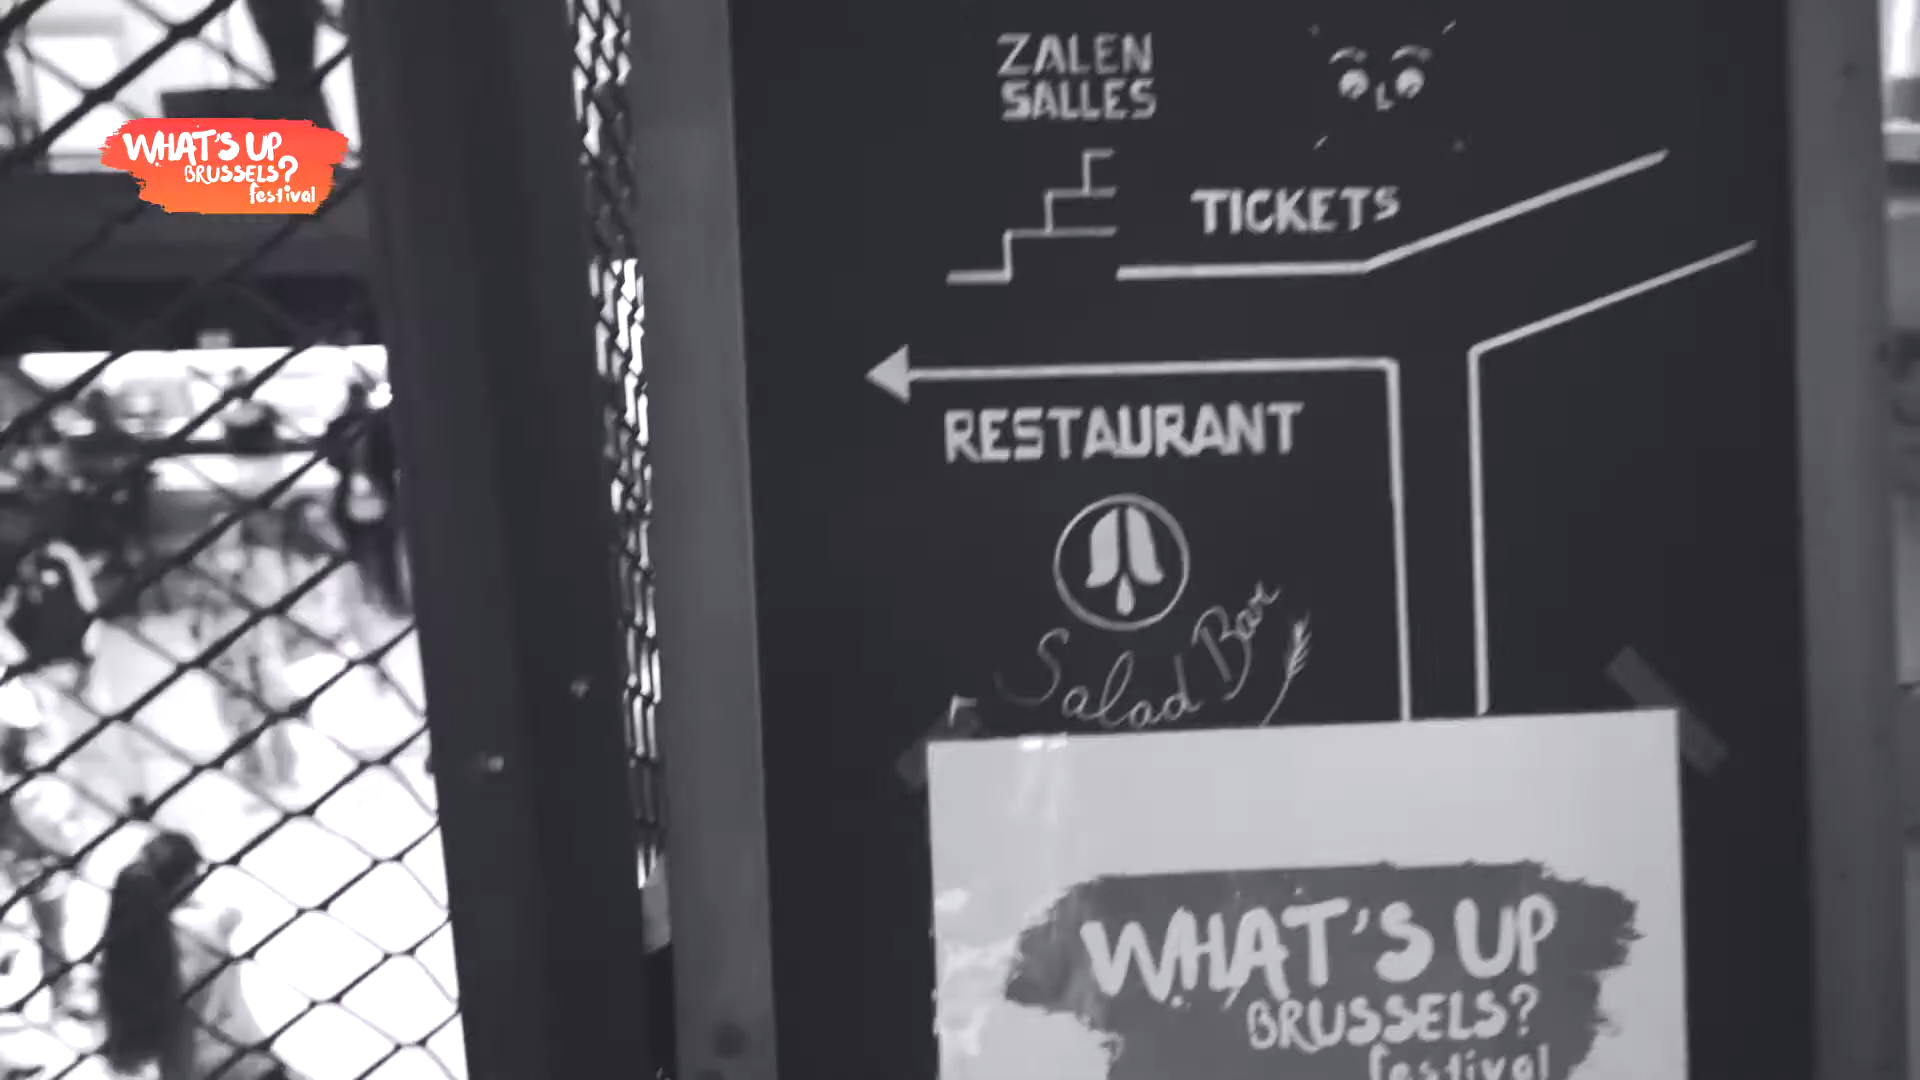 WHAT'S UP
BRUSSELS?
festival
ZALEN
SALLES
TICKETS
RESTAURANT
Salad Bar
WHAT'S UP
BRUSSELS?
festival